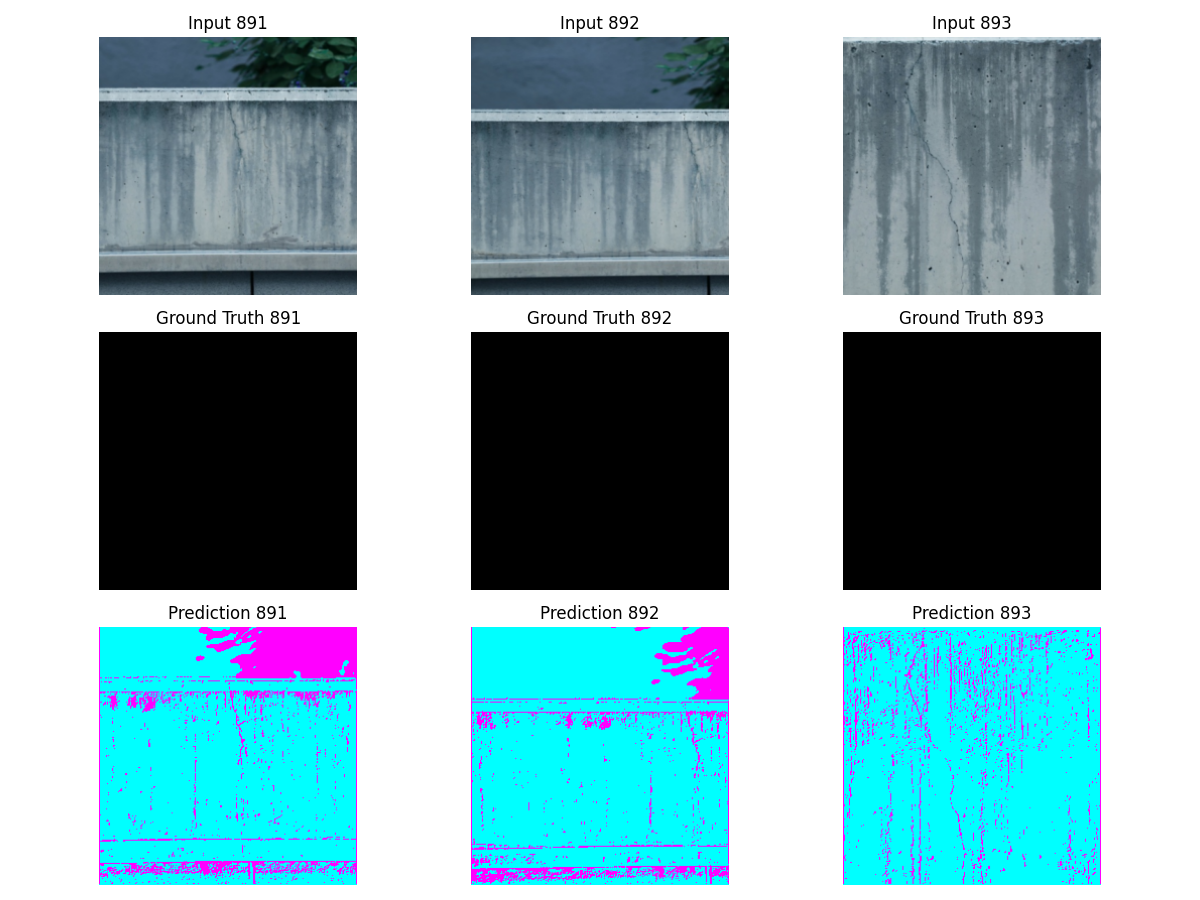 Input 891
Input 892
Input 893
Ground Truth 891
Ground Truth 892
Ground Truth 893
Prediction 891
Prediction 892
Prediction 893